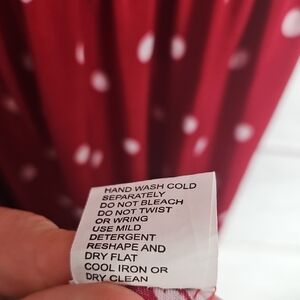 HAND WASH COLD
SEPARATELY
DO NOT BLEACH
DO NOT TWIST
OR WRING
USE MILD
DETERGENT
RESHAPE AND
DRY FLAT
COOL IRON OR
DRY CLEAN